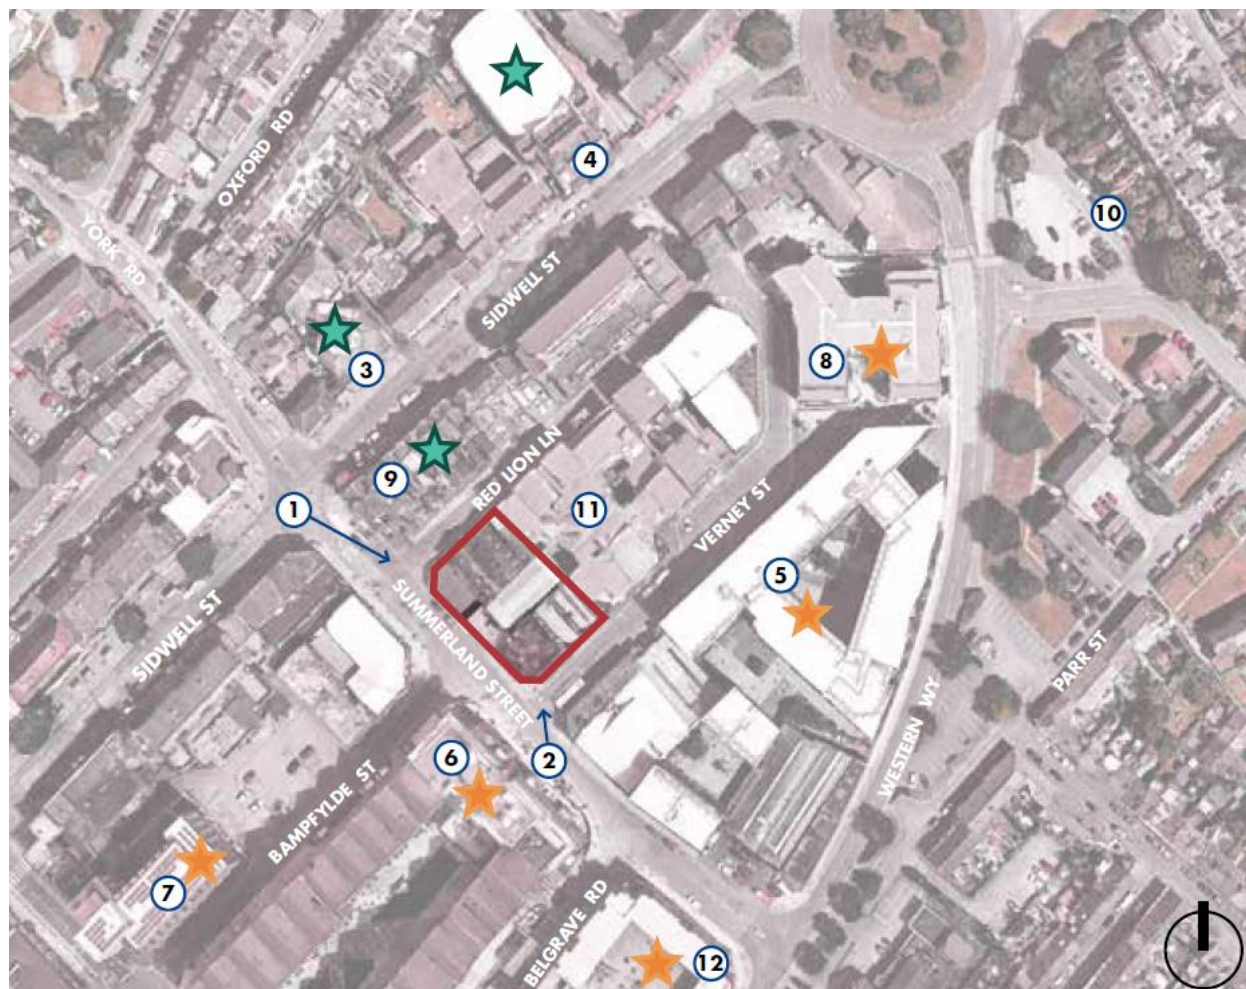 4
OXFORD RD
10
YORK RD
SIDWELL ST
8
3
9
RED LION LN
1
11
VERNEY ST
5
SUMMERLAND STREET
SIDWELL ST
PARR ST
WESTERN WY
6
2
BAMPFYLDE ST
7
BELGRAVE RD
12